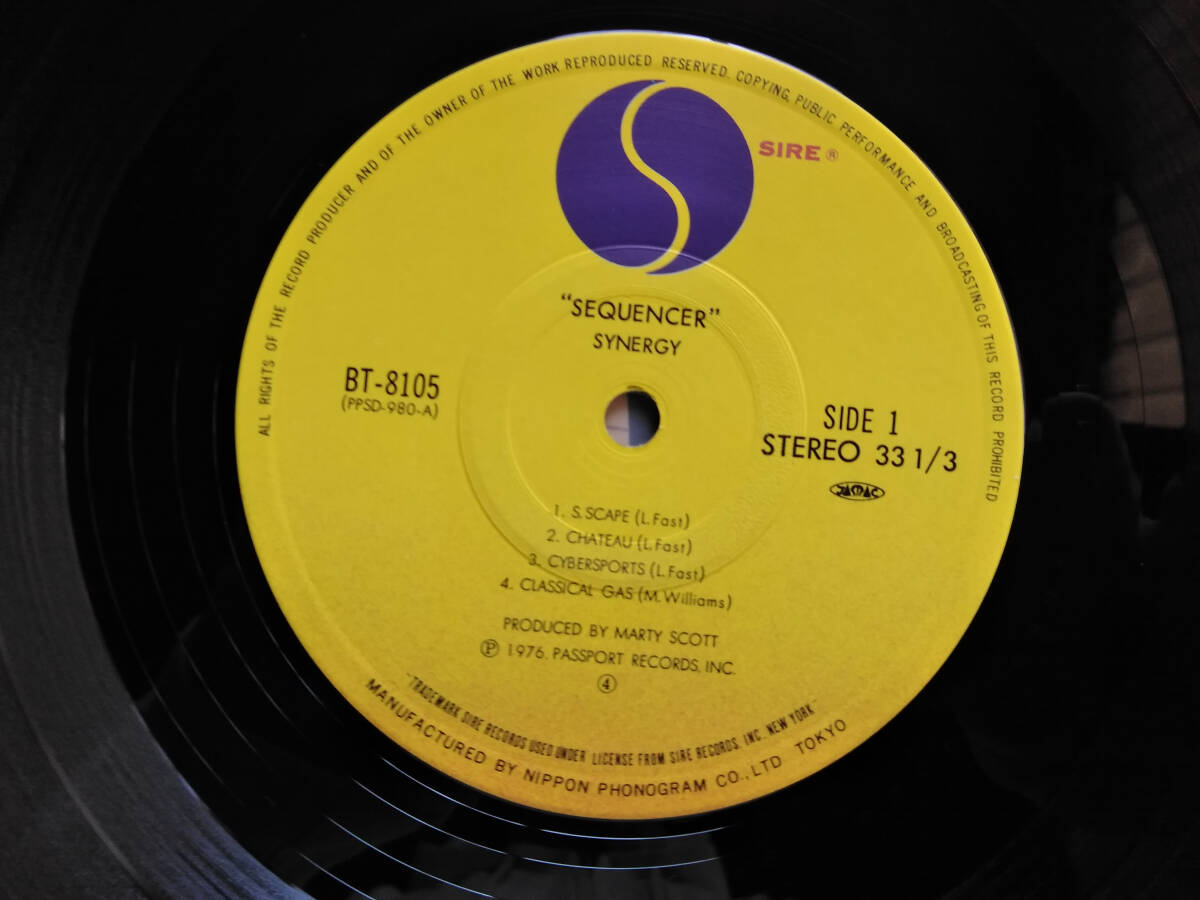 ALL RIGHTS OF THE RECORD PRODUCER AND OF THE OWNER OF THE WORK REPRODUCED RESERVED. COPYING, PUBLIC PERFORMANCE AND BROADCASTING OF THIS RECORD PROHIBITED
SIRE ®
"SEQUENCER"
SYNERGY
BT-8105
(PPSD-980-A)
SIDE 1
STEREO 33 1/3
1. S. SCAPE (L. Fast)
2. CHATEAU (L. Fast)
3. CYBERSPORTS (L. Fast)
4. CLASSICAL GAS (M. Williams)
PRODUCED BY MARTY SCOTT
Ⓟ 1976. PASSPORT RECORDS, INC.
④
"TRADEMARK SIRE RECORDS USED UNDER LICENSE FROM SIRE RECORDS, INC. NEW YORK"
MANUFACTURED BY NIPPON PHONOGRAM CO., LTD TOKYO